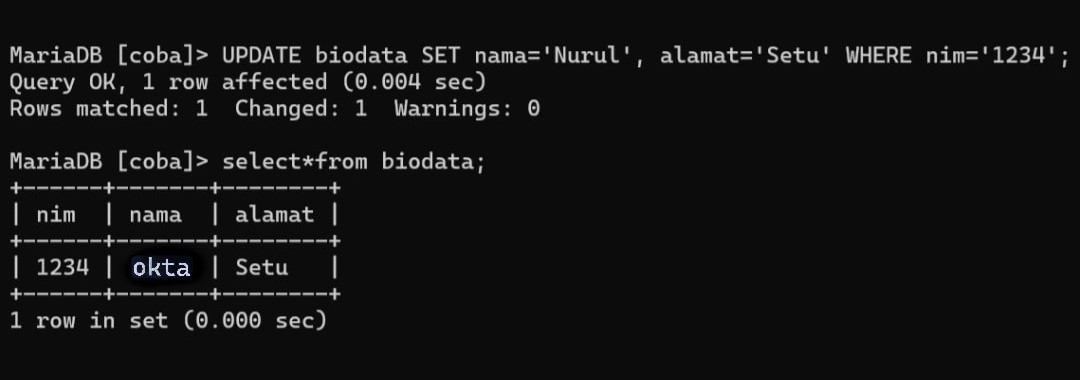 MariaDB [coba]> UPDATE biodata SET nama='Nurul', alamat='Setu' WHERE nim='1234';
Query OK, 1 row affected (0.004 sec)
Rows matched: 1  Changed: 1  Warnings: 0
MariaDB [coba]> select*from biodata;
+------+-------+--------+
| nim  | nama  | alamat |
+------+-------+--------+
| 1234 | okta | Setu   |
+------+-------+--------+
1 row in set (0.000 sec)